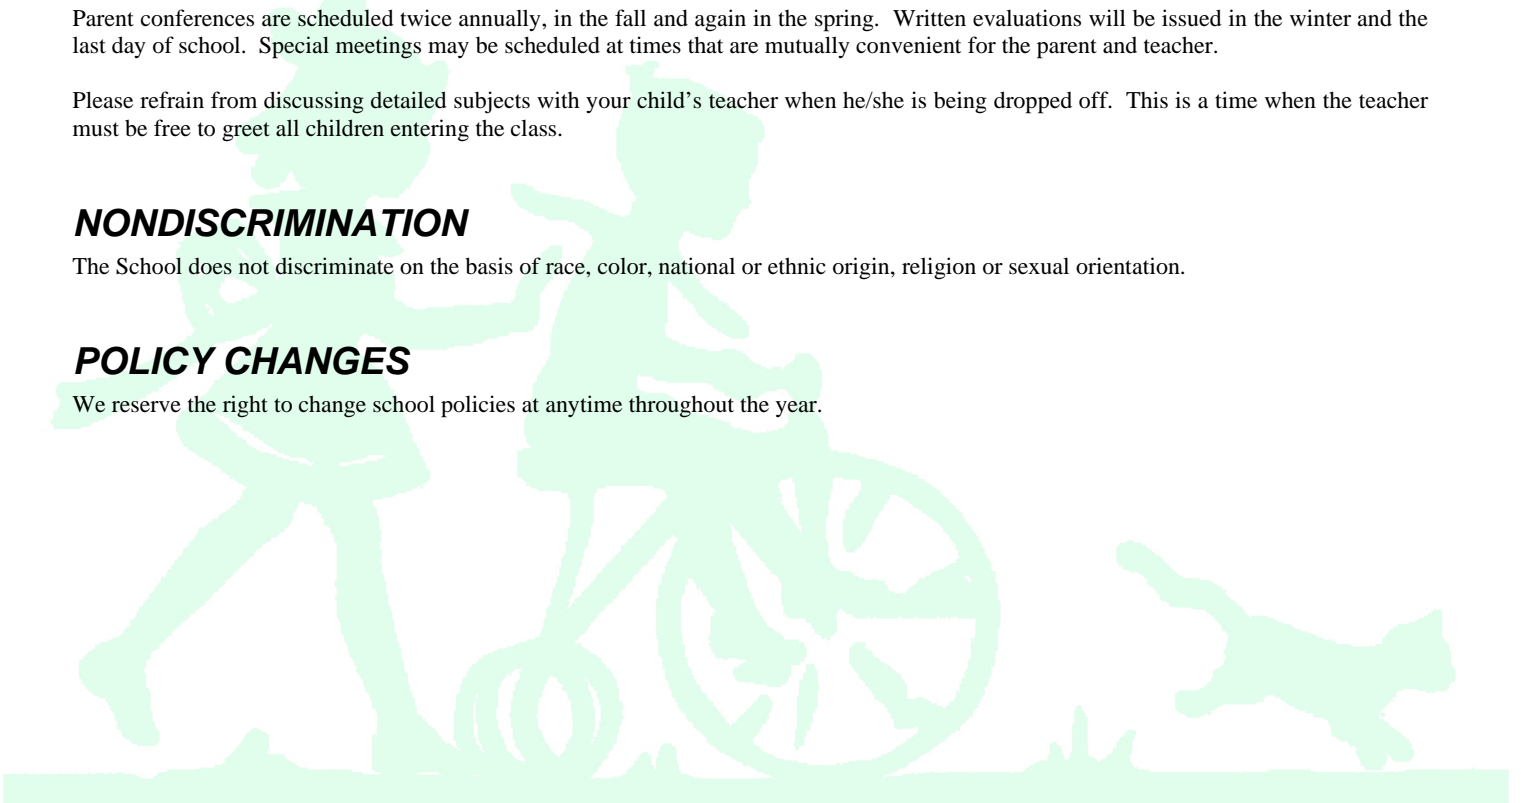 Parent conferences are scheduled twice annually, in the fall and again in the spring.  Written evaluations will be issued in the winter and the
last day of school.  Special meetings may be scheduled at times that are mutually convenient for the parent and teacher.
Please refrain from discussing detailed subjects with your child’s teacher when he/she is being dropped off.  This is a time when the teacher
must be free to greet all children entering the class.
NONDISCRIMINATION
The School does not discriminate on the basis of race, color, national or ethnic origin, religion or sexual orientation.
POLICY CHANGES
We reserve the right to change school policies at anytime throughout the year.